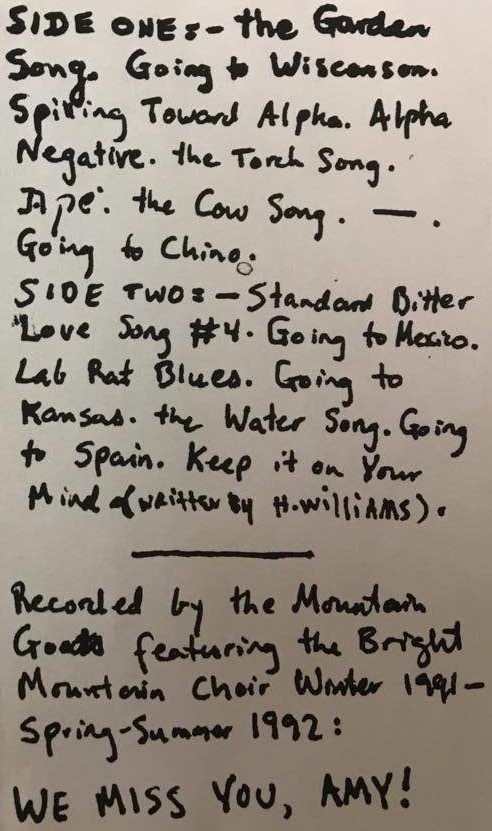 SIDE ONE:- the Garden
Song. Going to Wisconson.
Spilling Toward Alpha. Alpha
Negative. the Torch Song.
Ape. the Cow Song. — .
Going to Chino.
SIDE TWO: - Standard Bitter
Love Song #4. Going to Mexico.
Lab Rat Blues. Going to
Kansas. the Water Song. Going
to Spain. Keep it on Your
Mind (WRITTEN BY H.WILLIAMS).
Recorded by the Mountain
Goats featuring the Bright
Mountain Choir Winter 1991-
Spring-Summer 1992:
WE MISS YOU, AMY!